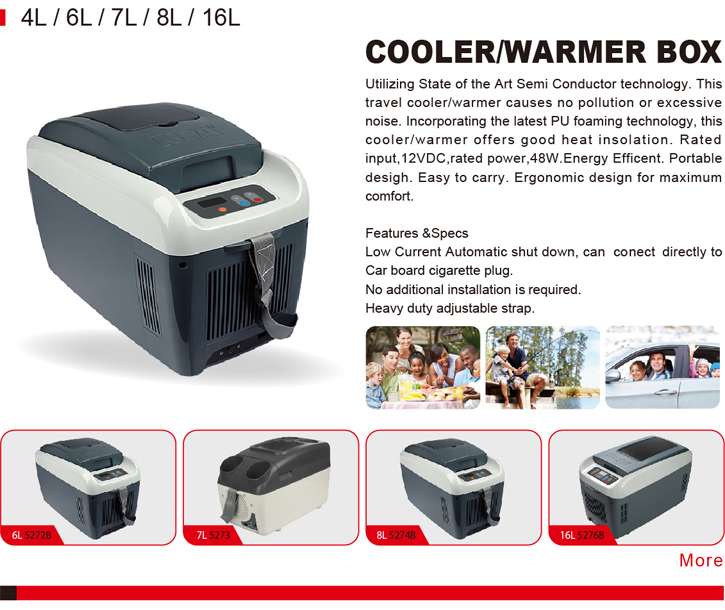 4L / 6L / 7L / 8L / 16L
COOLER/WARMER BOX
Utilizing State of the Art Semi Conductor technology. This
travel cooler/warmer causes no pollution or excessive
noise. Incorporating the latest PU foaming technology, this
cooler/warmer offers good heat insolation. Rated
input,12VDC,rated power,48W.Energy Efficent. Portable
desigh. Easy to carry. Ergonomic design for maximum
comfort.
Features &Specs
Low Current Automatic shut down, can conect directly to
Car board cigarette plug.
No additional installation is required.
Heavy duty adjustable strap.
6L 5272B
7L 5273
8L 5274B
16L 5276B
More